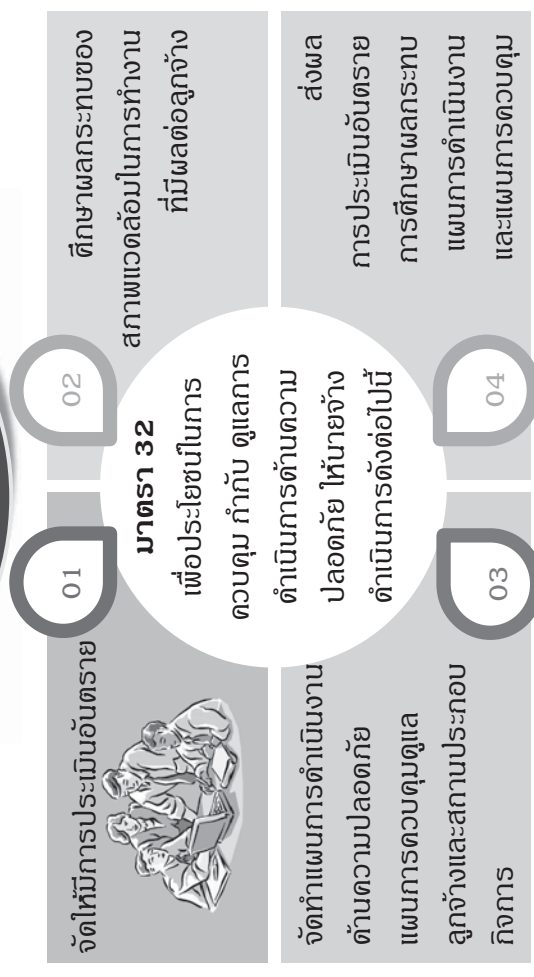 มาตรา 32
เพื่อประโยชน์ในการ
ควบคุม กำกับ ดูแลการ
ดำเนินการด้านความ
ปลอดภัย ให้นายจ้าง
ดำเนินการดังต่อไปนี้
01
จัดให้มีการประเมินอันตราย
02
ศึกษาผลกระทบของ
สภาพแวดล้อมในการทำงาน
ที่มีผลต่อลูกจ้าง
03
จัดทำแผนการดำเนินงาน
ด้านความปลอดภัย
แผนการควบคุมดูแล
ลูกจ้างและสถานประกอบ
กิจการ
04
ส่งผล
การประเมินอันตราย
การศึกษาผลกระทบ
แผนการดำเนินงาน
และแผนการควบคุม